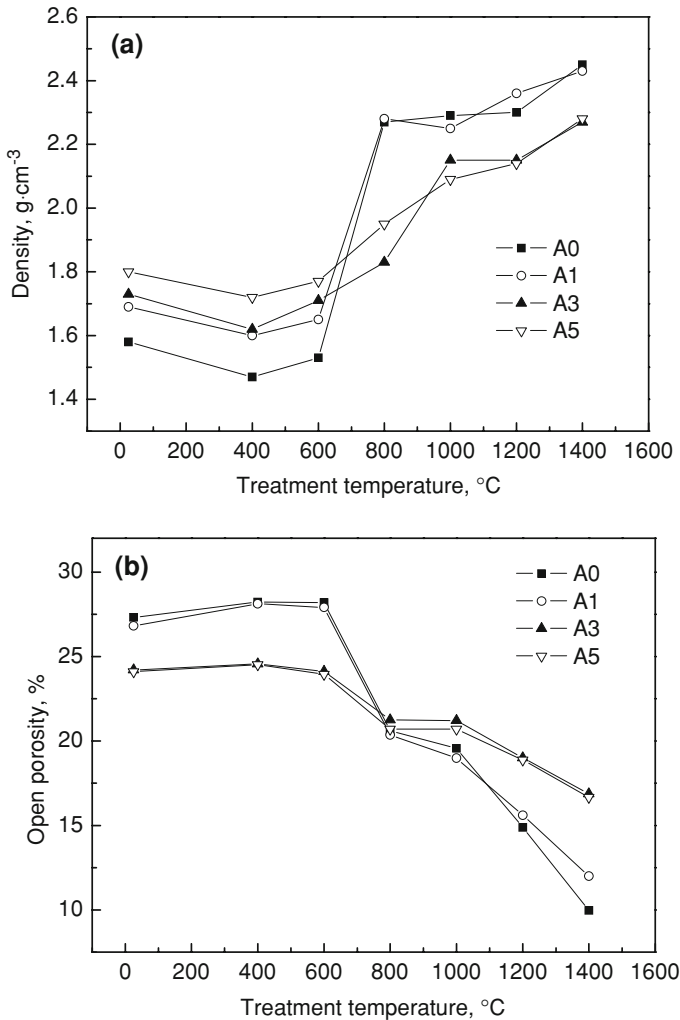 (a)
2.6
2.4
2.2
2.0
1.8
1.6
1.4
Density, g·cm⁻³
A0
A1
A3
A5
0 200 400 600 800 1000 1200 1400 1600
Treatment temperature, °C
(b)
30
25
20
15
10
Open porosity, %
A0
A1
A3
A5
0 200 400 600 800 1000 1200 1400 1600
Treatment temperature, °C